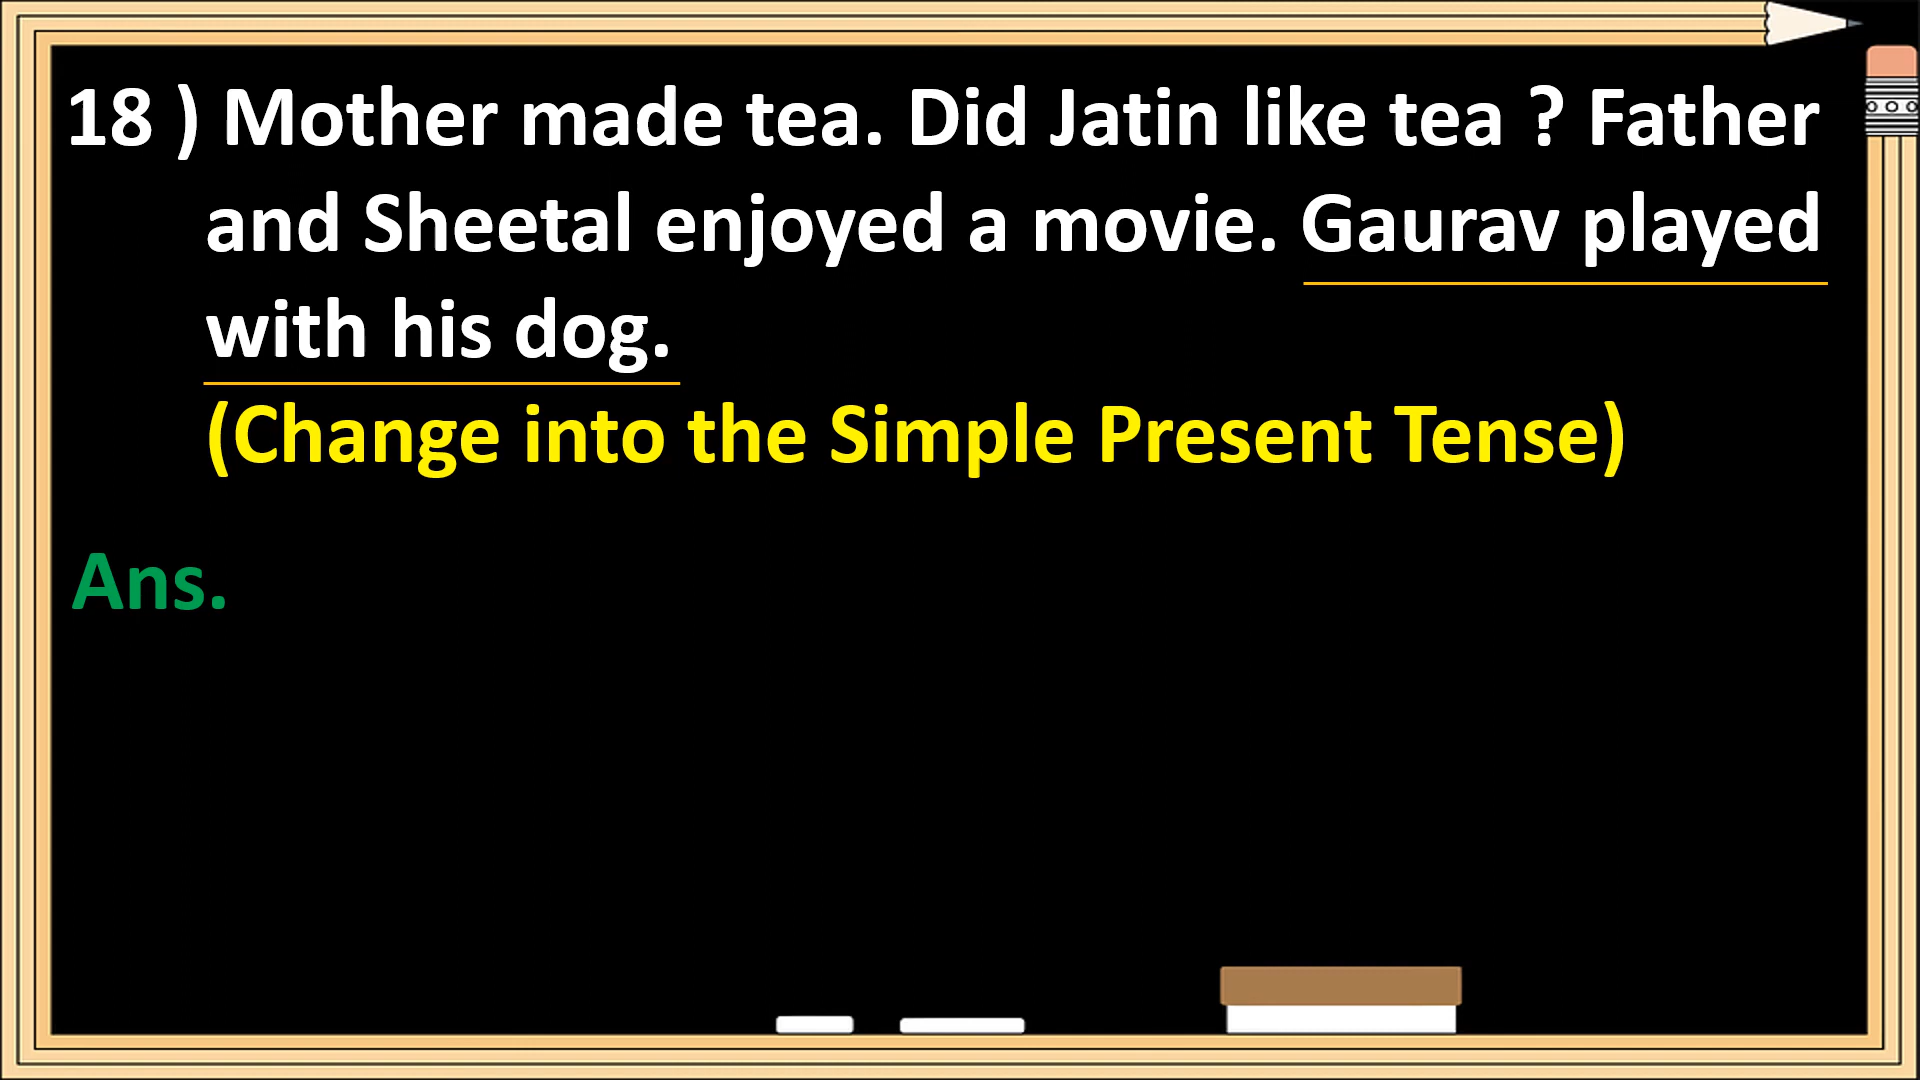 18 ) Mother made tea. Did Jatin like tea ? Father
and Sheetal enjoyed a movie. Gaurav played
with his dog.
(Change into the Simple Present Tense)
Ans.